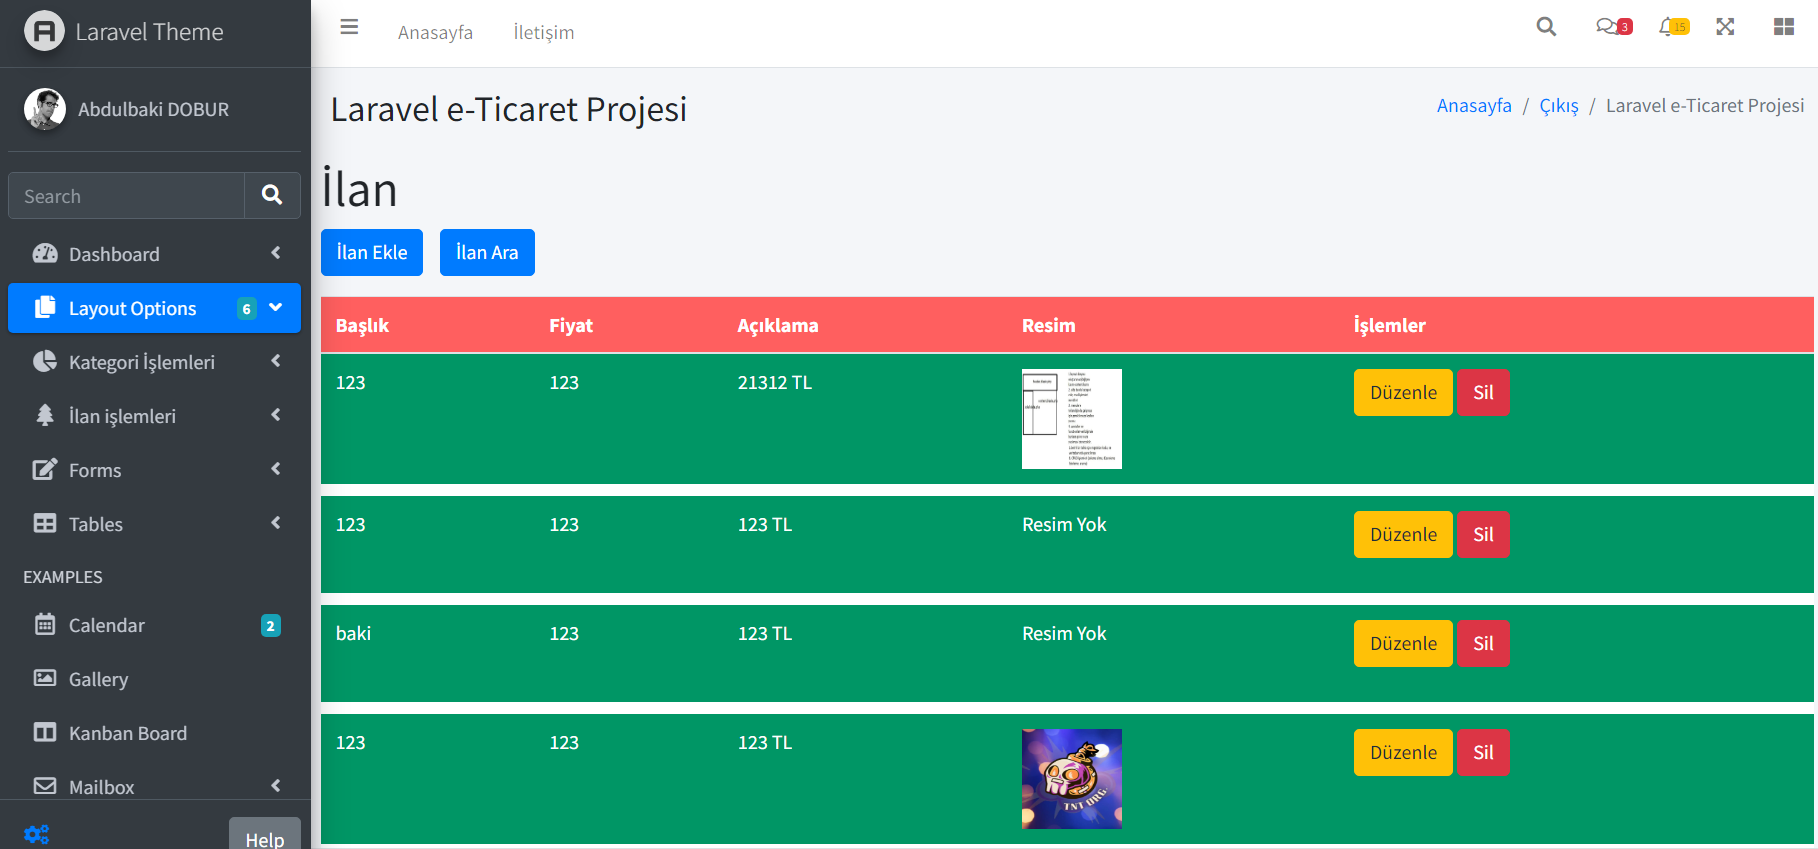 Laravel Theme
Anasayfa
İletişim
3
15
Abdulbaki DOBUR
Search
Dashboard
Layout Options
6
Kategori İşlemleri
İlan işlemleri
Forms
Tables
EXAMPLES
Calendar
2
Gallery
Kanban Board
Mailbox
Help
Laravel e-Ticaret Projesi
Anasayfa / Çıkış / Laravel e-Ticaret Projesi
İlan
İlan Ekle
İlan Ara
Başlık Fiyat Açıklama Resim İşlemler
123 123 21312 TL Düzenle Sil
123 123 123 TL Resim Yok Düzenle Sil
baki 123 123 TL Resim Yok Düzenle Sil
123 123 123 TL Düzenle Sil
TNT ORG